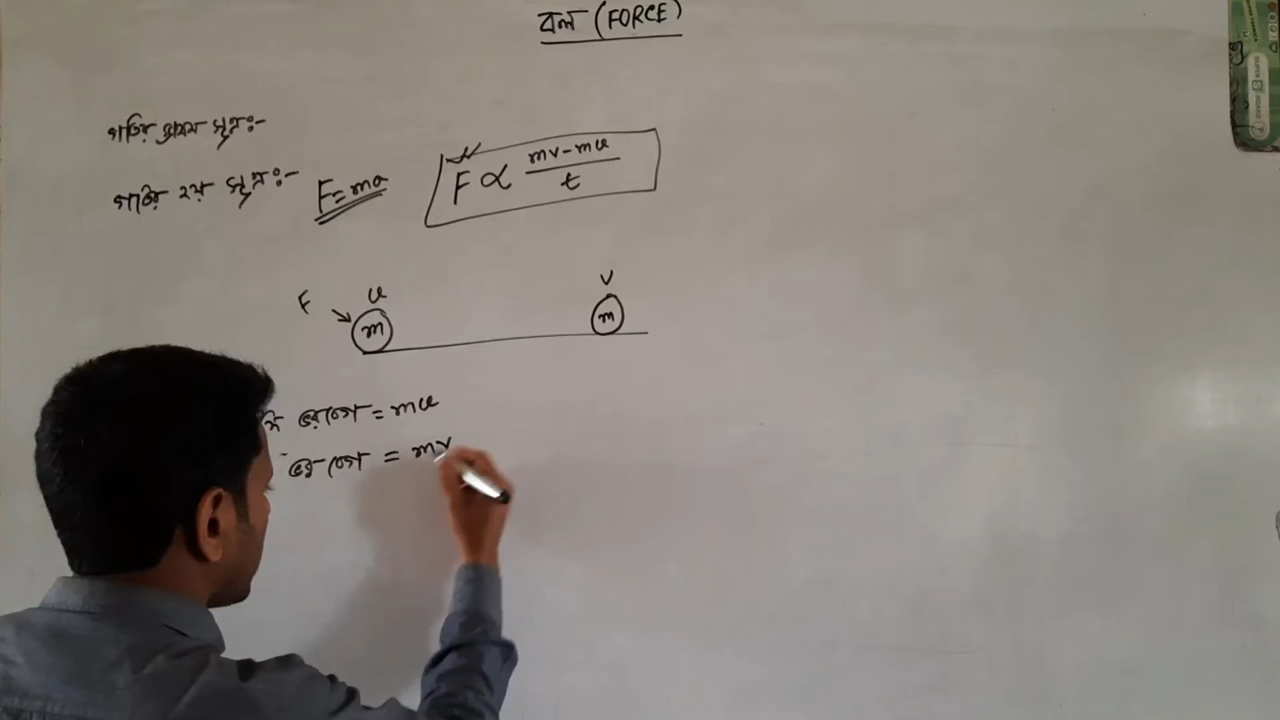 বল (FORCE)
গতির প্রথম সূত্রঃ-
গতির ২য় সূত্রঃ- F=ma F ∝ mv-mu / t
F u v
m m
ভরবেগ = mu
ভরবেগ = mv